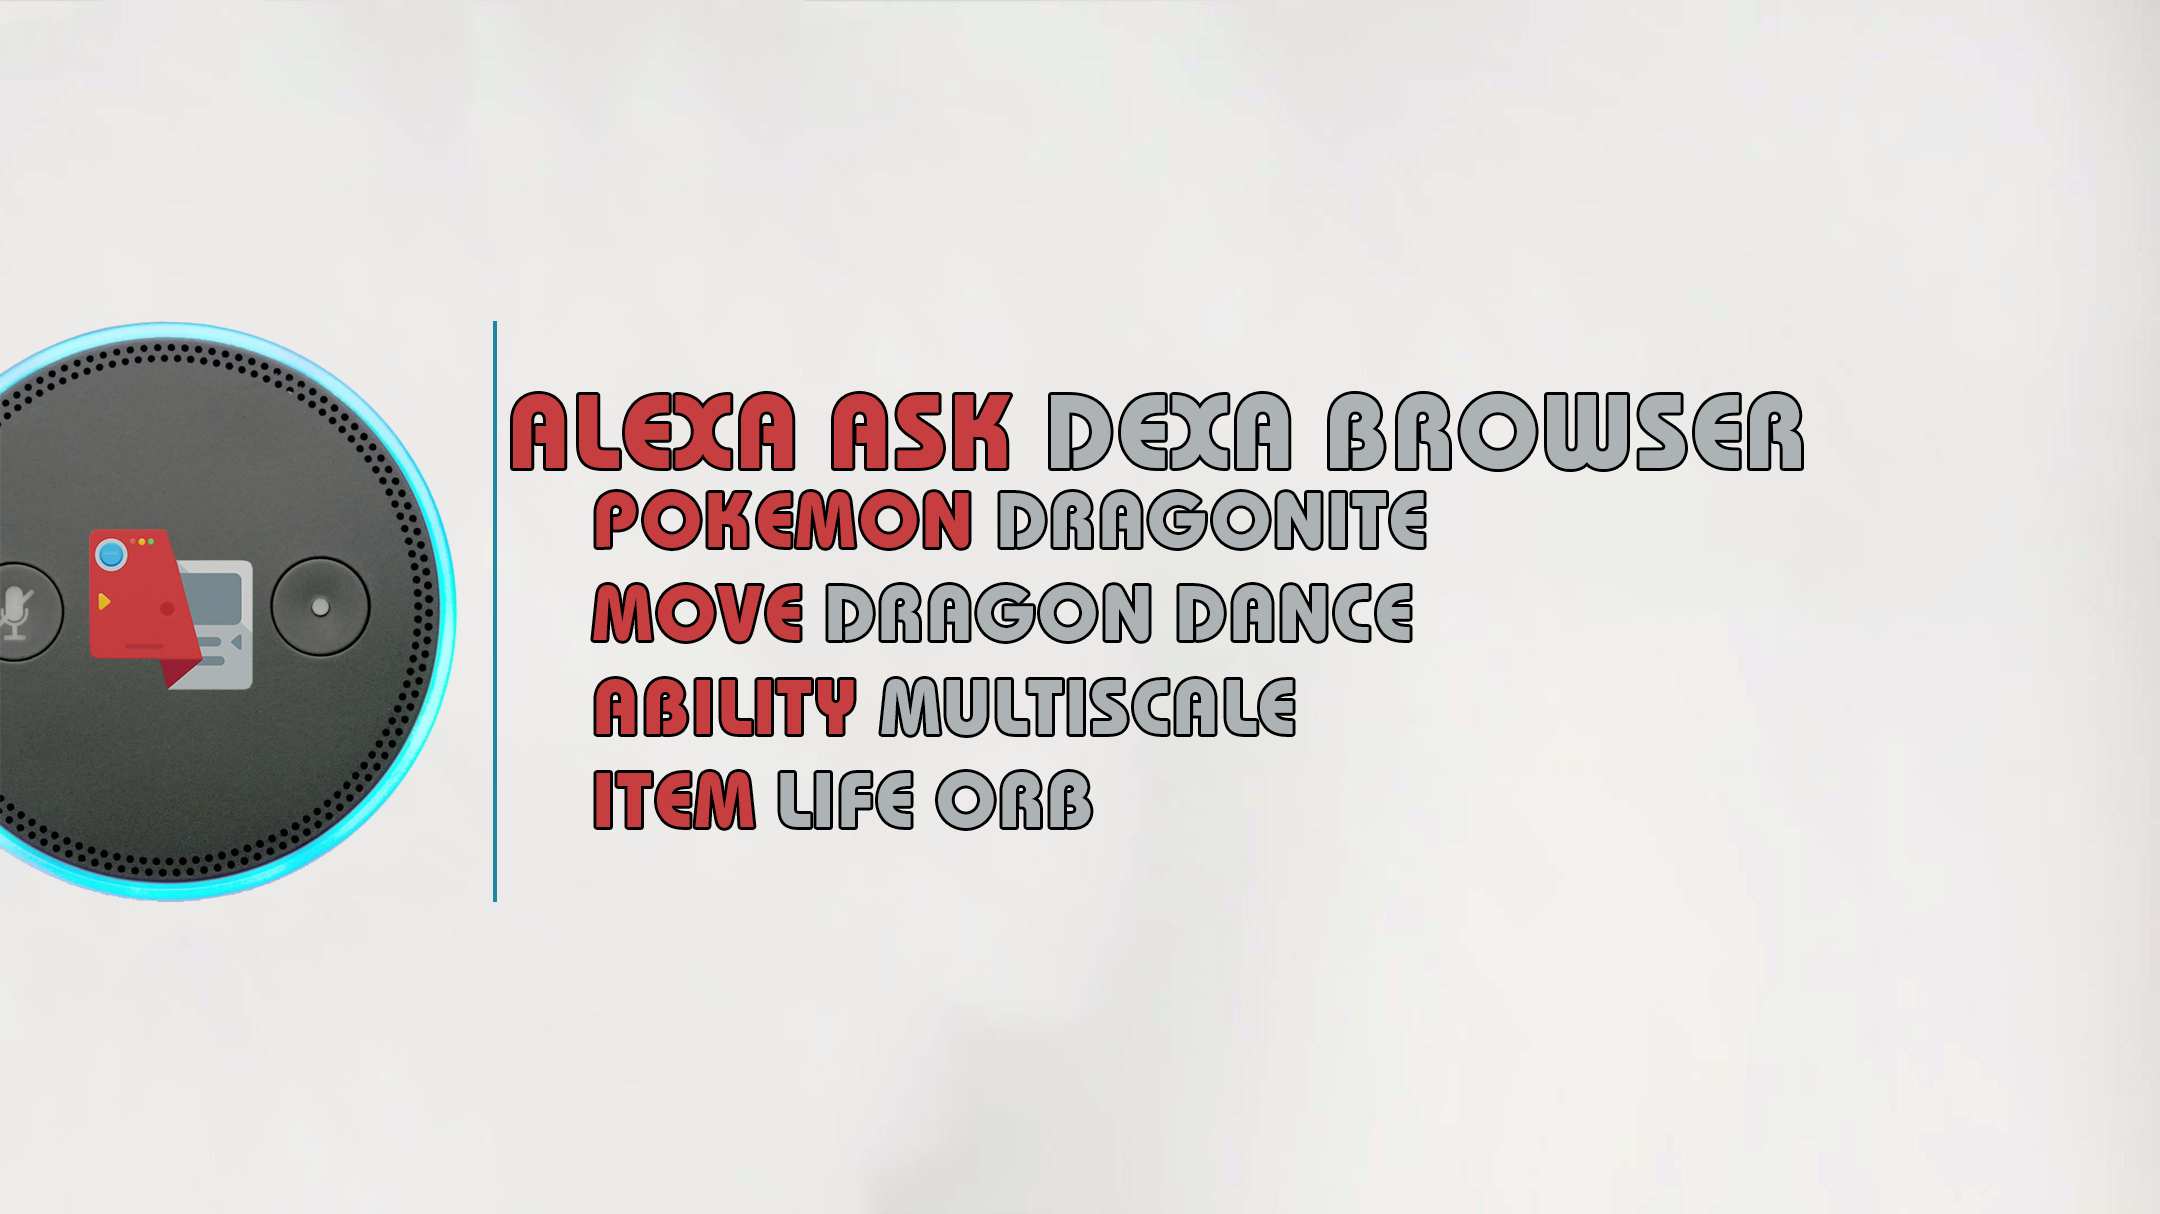 ALEXA ASK DEXA BROWSER
POKEMON DRAGONITE
MOVE DRAGON DANCE
ABILITY MULTISCALE
ITEM LIFE ORB